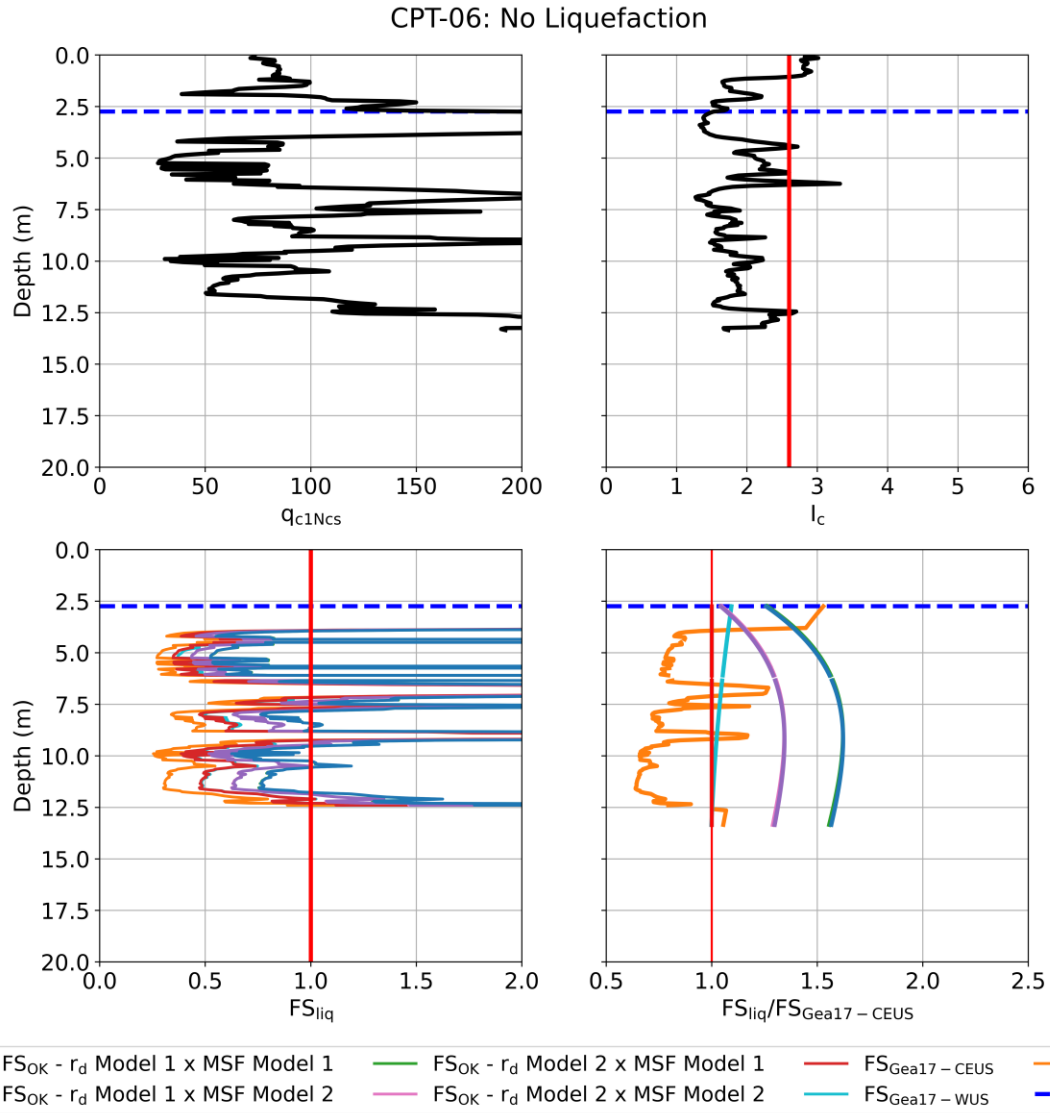 CPT-06: No Liquefaction
0.0
2.5
5.0
7.5
10.0
12.5
15.0
17.5
20.0
Depth (m)
0 50 100 150 200
qc1Ncs
0 1 2 3 4 5 6
Ic
0.0
2.5
5.0
7.5
10.0
12.5
15.0
17.5
20.0
Depth (m)
0.0 0.5 1.0 1.5 2.0
FSliq
0.5 1.0 1.5 2.0 2.5
FSliq/FSGea17−CEUS
FSOK - rd Model 1 x MSF Model 1 FSOK - rd Model 2 x MSF Model 1 FSGea17−CEUS
FSOK - rd Model 1 x MSF Model 2 FSOK - rd Model 2 x MSF Model 2 FSGea17−WUS